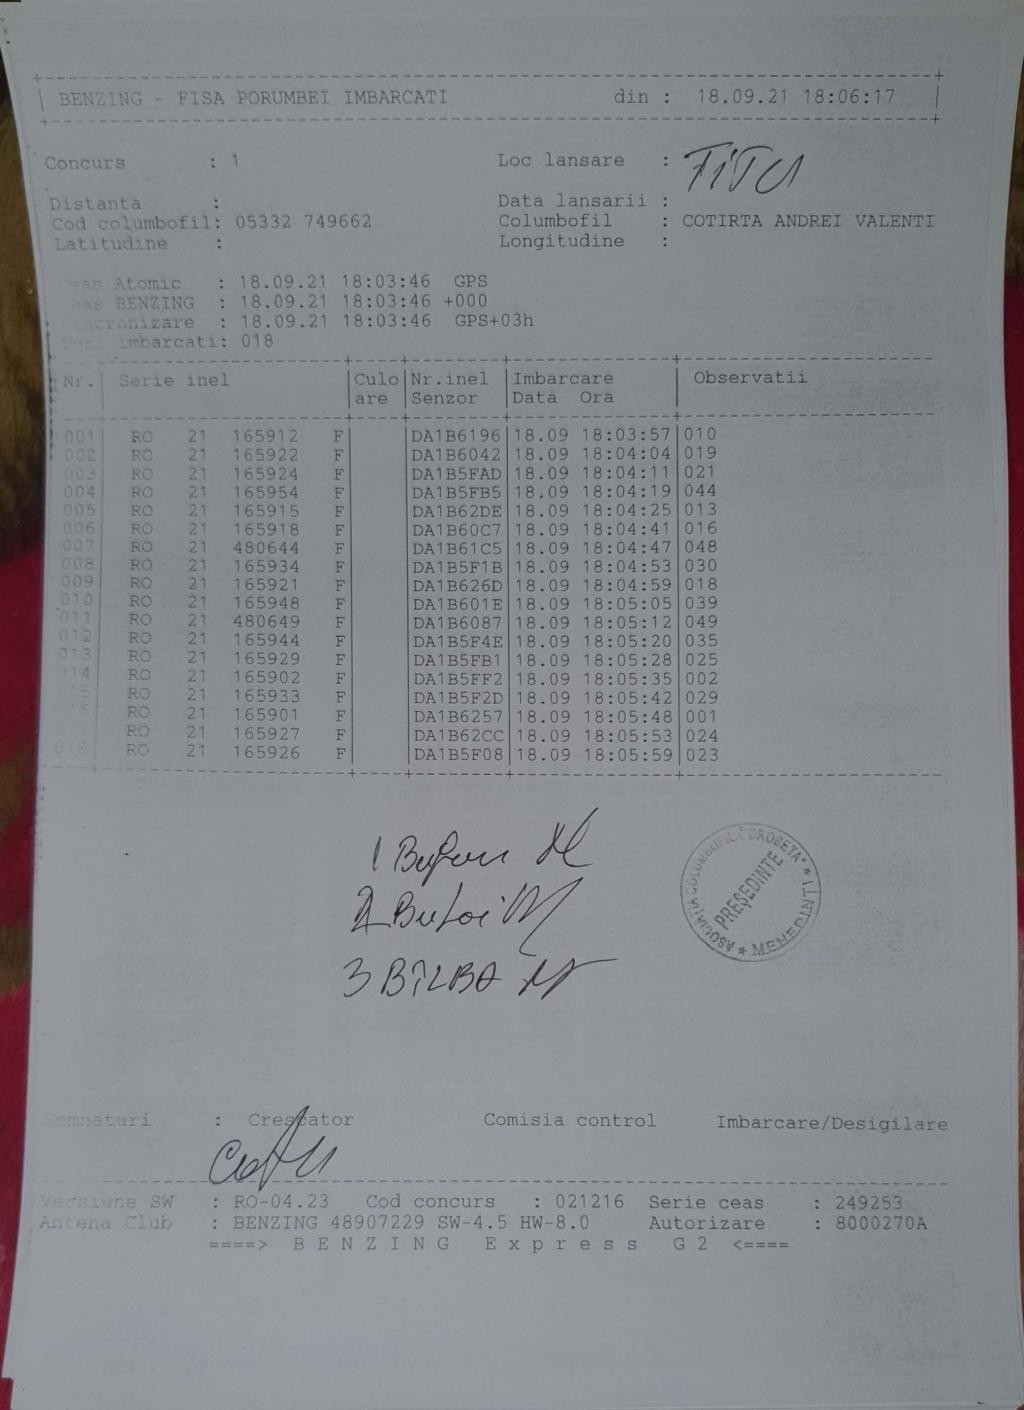 BENZING - FISA PORUMBEI IMBARCATI din : 18.09.21 18:06:17
Concurs : 1 Loc lansare :
Distanta : Data lansarii :
Cod columbofil: 05332 749662 Columbofil : COTIRTA ANDREI VALENTI
Latitudine : Longitudine :
Ceas Atomic : 18.09.21 18:03:46 GPS
Ceas BENZING : 18.09.21 18:03:46 +000
Sincronizare : 18.09.21 18:03:46 GPS+03h
Por. imbarcati: 018
Nr. Serie inel Culo Nr.inel Imbarcare Observatii
are Senzor Data Ora
001 RO 21 165912 F DA1B6196 18.09 18:03:57 010
002 RO 21 165922 F DA1B6042 18.09 18:04:04 019
003 RO 21 165924 F DA1B5FAD 18.09 18:04:11 021
004 RO 21 165954 F DA1B5FB5 18.09 18:04:19 044
005 RO 21 165915 F DA1B62DE 18.09 18:04:25 013
006 RO 21 165918 F DA1B60C7 18.09 18:04:41 016
007 RO 21 480644 F DA1B61C5 18.09 18:04:47 048
008 RO 21 165934 F DA1B5F1B 18.09 18:04:53 030
009 RO 21 165921 F DA1B626D 18.09 18:04:59 018
010 RO 21 165948 F DA1B601E 18.09 18:05:05 039
011 RO 21 480649 F DA1B6087 18.09 18:05:12 049
012 RO 21 165944 F DA1B5F4E 18.09 18:05:20 035
013 RO 21 165929 F DA1B5FB1 18.09 18:05:28 025
014 RO 21 165902 F DA1B5FF2 18.09 18:05:35 002
015 RO 21 165933 F DA1B5F2D 18.09 18:05:42 029
016 RO 21 165901 F DA1B6257 18.09 18:05:48 001
017 RO 21 165927 F DA1B62CC 18.09 18:05:53 024
018 RO 21 165926 F DA1B5F08 18.09 18:05:59 023
1
2 Butoi
3 BILBA
ASOCIATIA COLUMBOFILA "DROBETA" * MEHEDINTI *
PREŞEDINTE
Semnaturi : Crescator Comisia control Imbarcare/Desigilare
Versiune SW : RO-04.23 Cod concurs : 021216 Serie ceas : 249253
Antena Club : BENZING 48907229 SW-4.5 HW-8.0 Autorizare : 8000270A
====> B E N Z I N G E x p r e s s G 2 <====